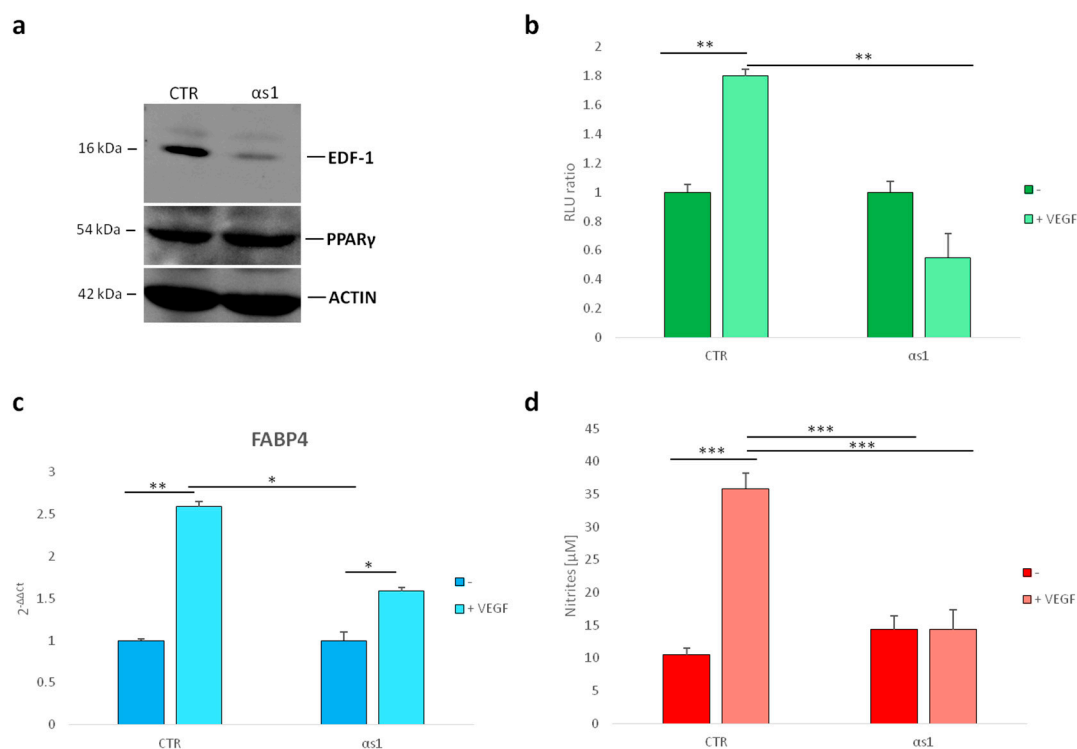 a
CTR αs1
16 kDa EDF-1
54 kDa PPARγ
42 kDa ACTIN
b
** **
2
1.8
1.6
1.4
1.2
1
0.8
0.6
0.4
0.2
0
RLU ratio
CTR αs1
-
+ VEGF
c
FABP4
** * *
3
2.5
2
1.5
1
0.5
0
2-ΔΔCt
CTR αs1
-
+ VEGF
d
***
*** ***
45
40
35
30
25
20
15
10
5
0
Nitrites [μM]
CTR αs1
-
+ VEGF